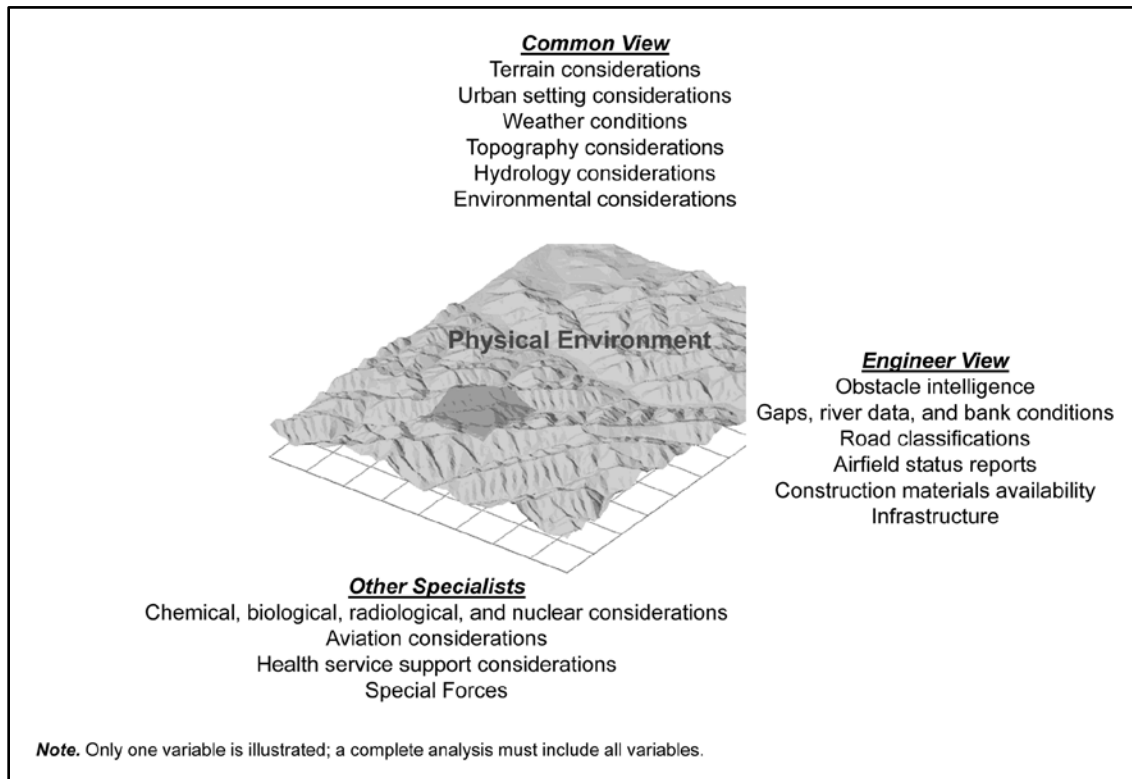 Common View
Terrain considerations
Urban setting considerations
Weather conditions
Topography considerations
Hydrology considerations
Environmental considerations
Physical Environment
Engineer View
Obstacle intelligence
Gaps, river data, and bank conditions
Road classifications
Airfield status reports
Construction materials availability
Infrastructure
Other Specialists
Chemical, biological, radiological, and nuclear considerations
Aviation considerations
Health service support considerations
Special Forces
Note. Only one variable is illustrated; a complete analysis must include all variables.